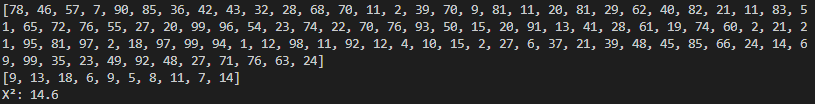 [78, 46, 57, 7, 90, 85, 36, 42, 43, 32, 28, 68, 70, 11, 2, 39, 70, 9, 81, 11, 20, 81, 29, 62, 40, 82, 21, 11, 83, 5
1, 65, 72, 76, 55, 27, 20, 99, 96, 54, 23, 74, 22, 70, 76, 93, 50, 15, 20, 91, 13, 41, 28, 61, 19, 74, 60, 2, 21, 2
1, 95, 81, 97, 2, 18, 97, 99, 94, 1, 12, 98, 11, 92, 12, 4, 10, 15, 2, 27, 6, 37, 21, 39, 48, 45, 85, 66, 24, 14, 6
9, 99, 35, 23, 49, 92, 48, 27, 71, 76, 63, 24]
[9, 13, 18, 6, 9, 5, 8, 11, 7, 14]
X²: 14.6